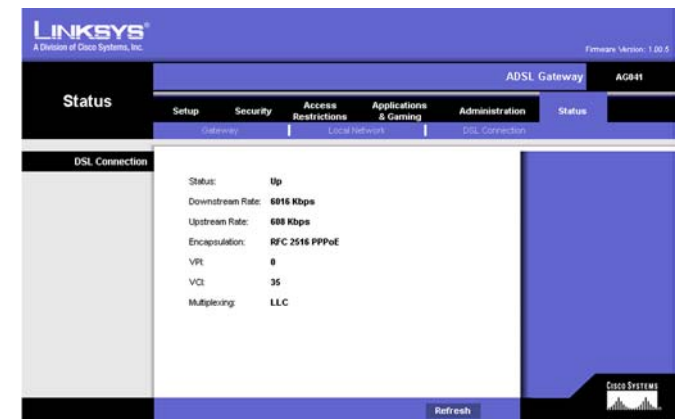 LINKSYS®
A Division of Cisco Systems, Inc.
Firmware Version: 1.00.5
ADSL Gateway AG041
Status
Setup Security Access Restrictions Applications & Gaming Administration Status
Gateway Local Network DSL Connection
DSL Connection
Status: Up
Downstream Rate: 6016 Kbps
Upstream Rate: 608 Kbps
Encapsulation: RFC 2516 PPPoE
VPI: 0
VCI: 35
Multiplexing: LLC
Refresh
CISCO SYSTEMS